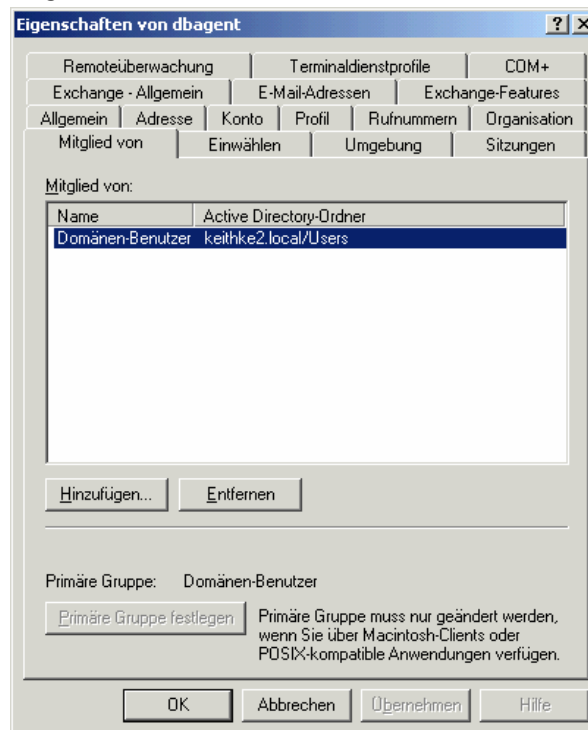 Eigenschaften von dbagent
Remoteüberwachung Terminaldienstprofile COM+
Exchange - Allgemein E-Mail-Adressen Exchange-Features
Allgemein Adresse Konto Profil Rufnummern Organisation
Mitglied von Einwählen Umgebung Sitzungen
Mitglied von:
Name Active Directory-Ordner
Domänen-Benutzer keithke2.local/Users
Hinzufügen... Entfernen
Primäre Gruppe: Domänen-Benutzer
Primäre Gruppe festlegen
Primäre Gruppe muss nur geändert werden,
wenn Sie über Macintosh-Clients oder
POSIX-kompatible Anwendungen verfügen.
OK Abbrechen Übernehmen Hilfe